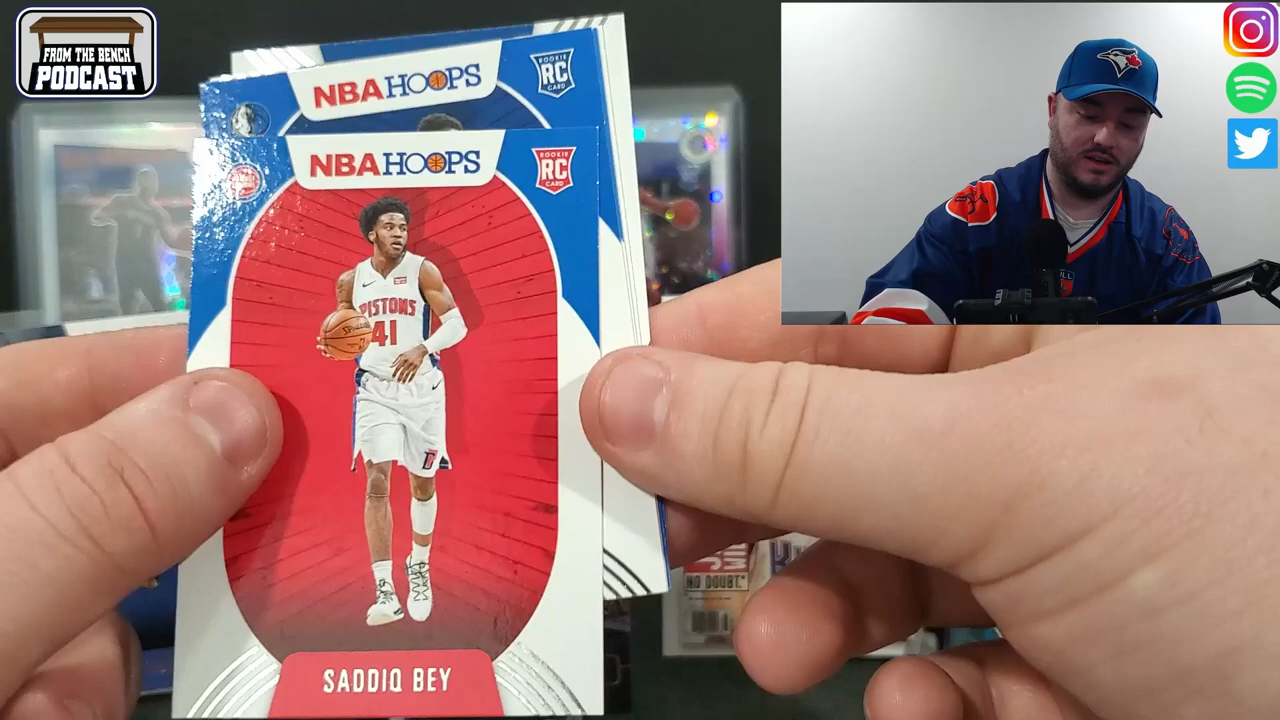 FROM THE BENCH
PODCAST
NBA HOOPS
ROOKIE
RC
CARD
NBA HOOPS
ROOKIE
RC
CARD
PISTONS
41
SADDIQ BEY
NO DOUBT."